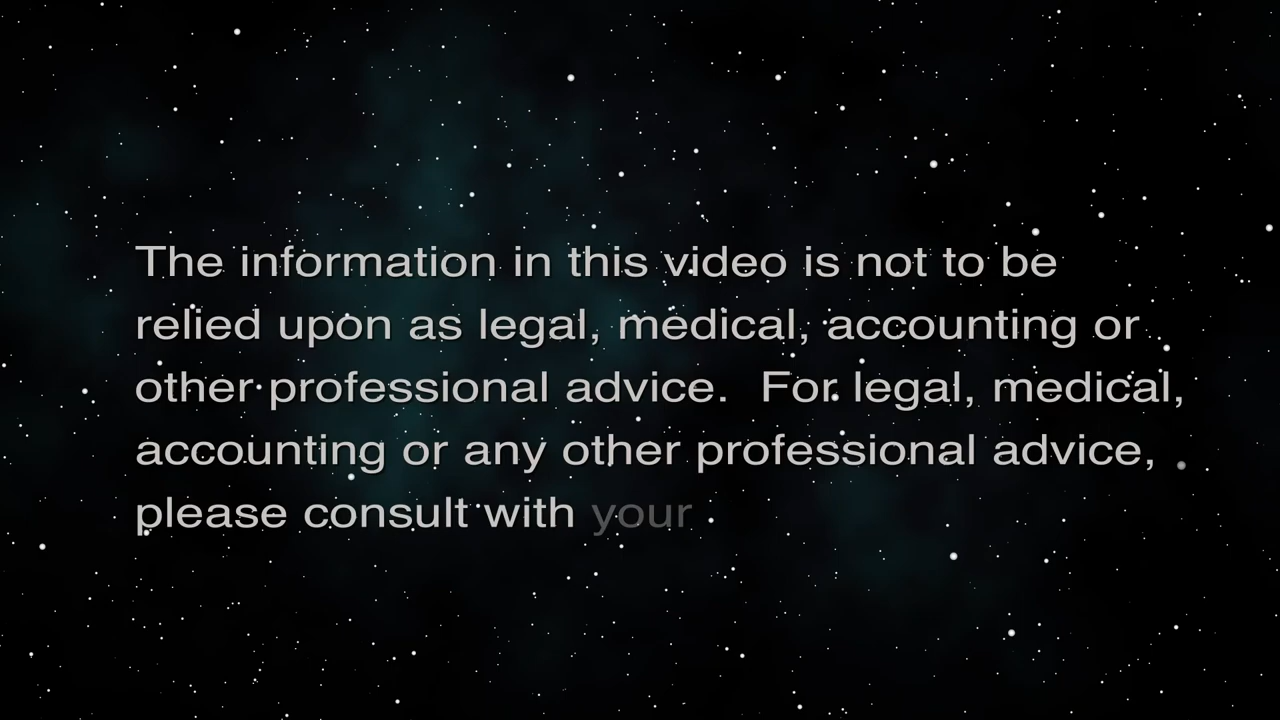 The information in this video is not to be
relied upon as legal, medical, accounting or
other professional advice.  For legal, medical,
accounting or any other professional advice,
please consult with your